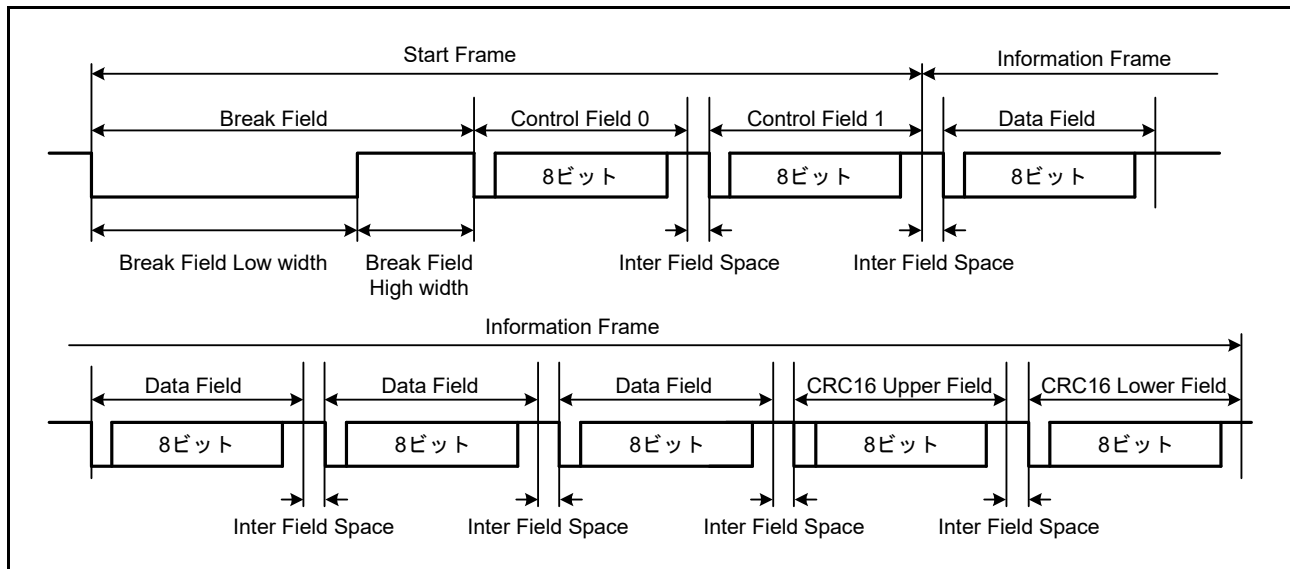 Start Frame
Information Frame
Break Field
Control Field 0
Control Field 1
Data Field
8ビット
8ビット
8ビット
Break Field Low width
Break Field
High width
Inter Field Space
Inter Field Space
Information Frame
Data Field
Data Field
Data Field
CRC16 Upper Field
CRC16 Lower Field
8ビット
8ビット
8ビット
8ビット
8ビット
Inter Field Space
Inter Field Space
Inter Field Space
Inter Field Space